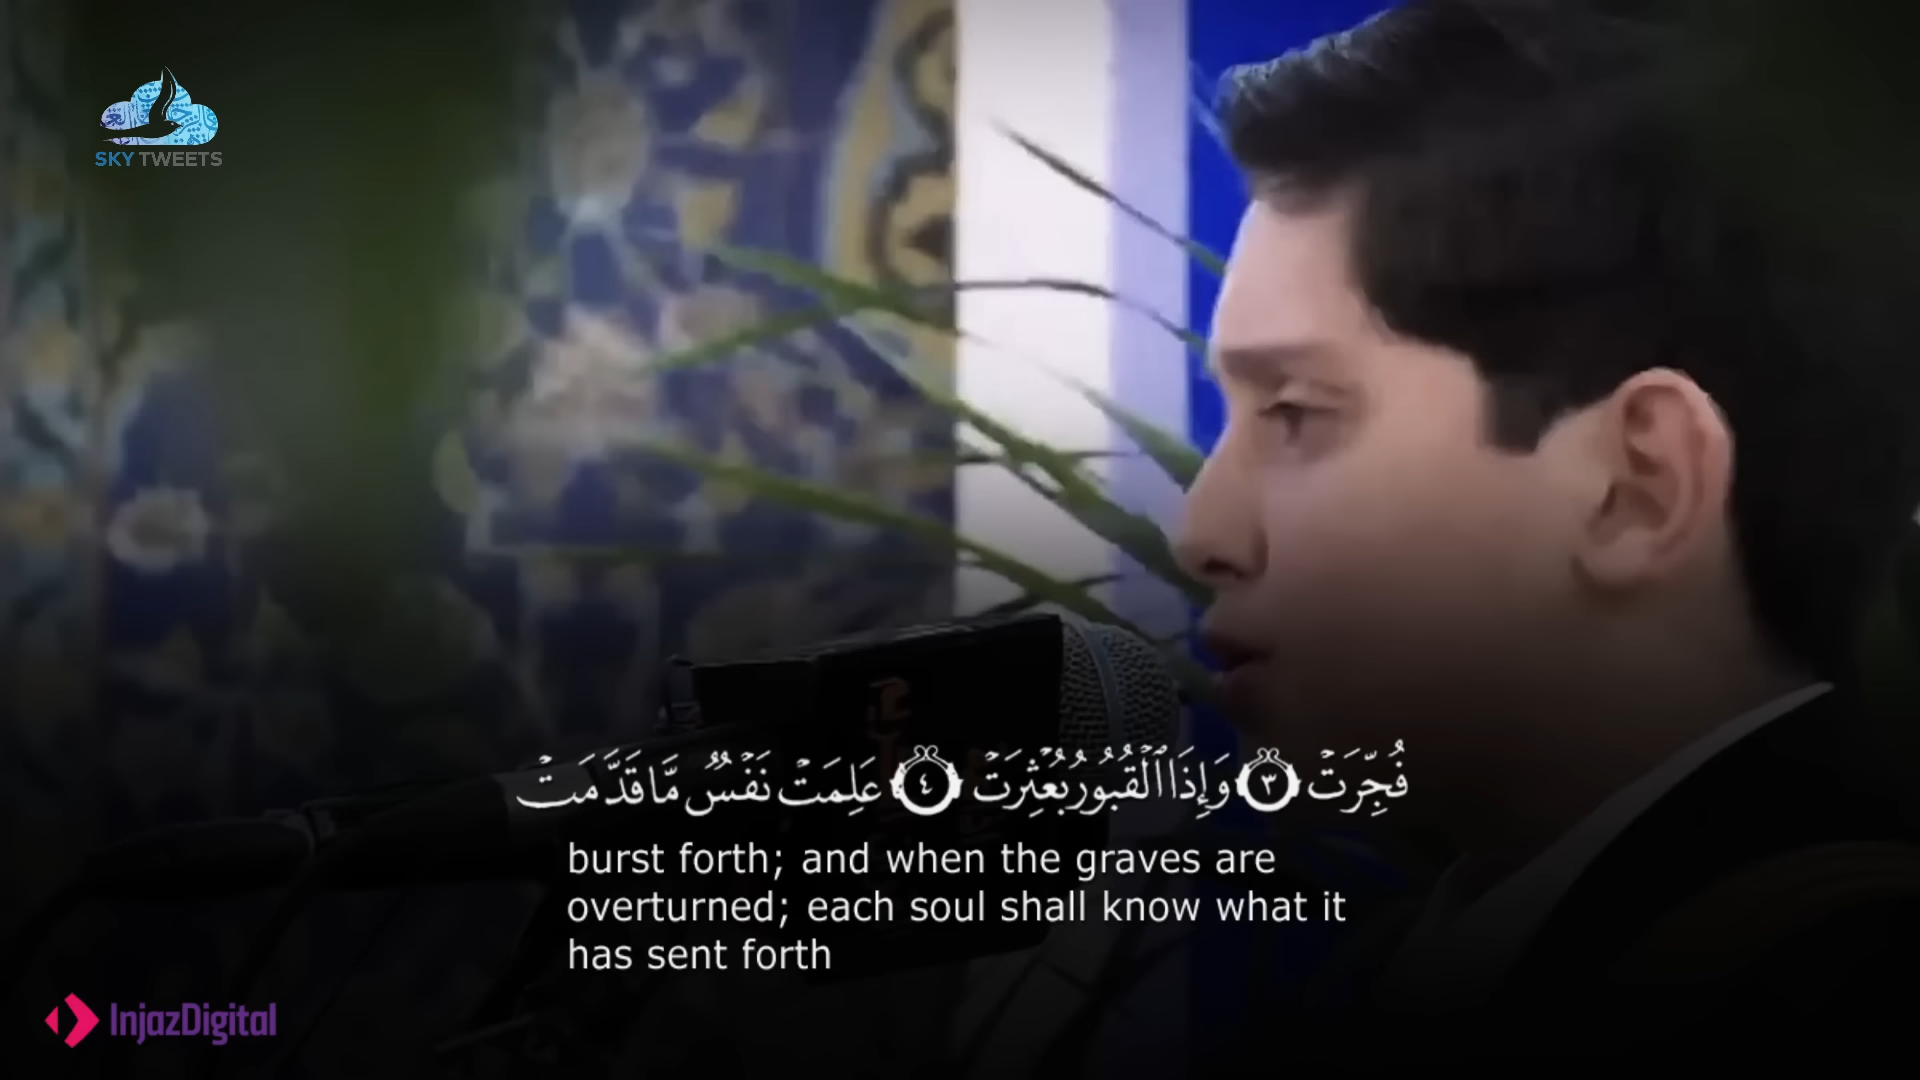 SKY TWEETS
فُجِّرَتْ ٣ وَإِذَا ٱلْقُبُورُ بُعْثِرَتْ ٤ عَلِمَتْ نَفْسٌ مَّا قَدَّمَتْ
burst forth; and when the graves are
overturned; each soul shall know what it
has sent forth
InjazDigital